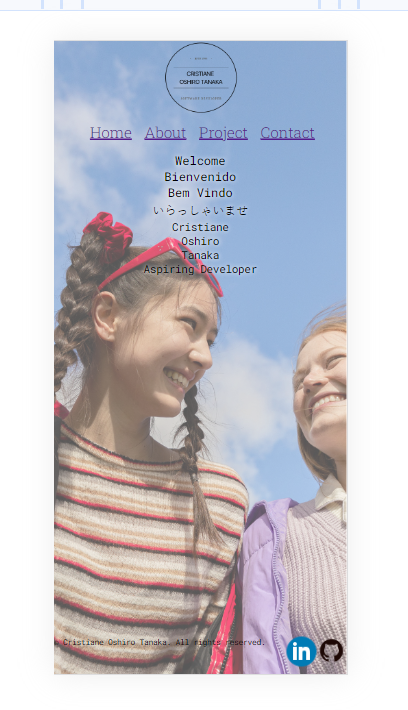 CRISTIANE
OSHIRO TANAKA
Home About Project Contact
Welcome
Bienvenido
Bem Vindo
いらっしゃいませ
Cristiane
Oshiro
Tanaka
Aspiring Developer
Cristiane Oshiro Tanaka. All rights reserved.
in